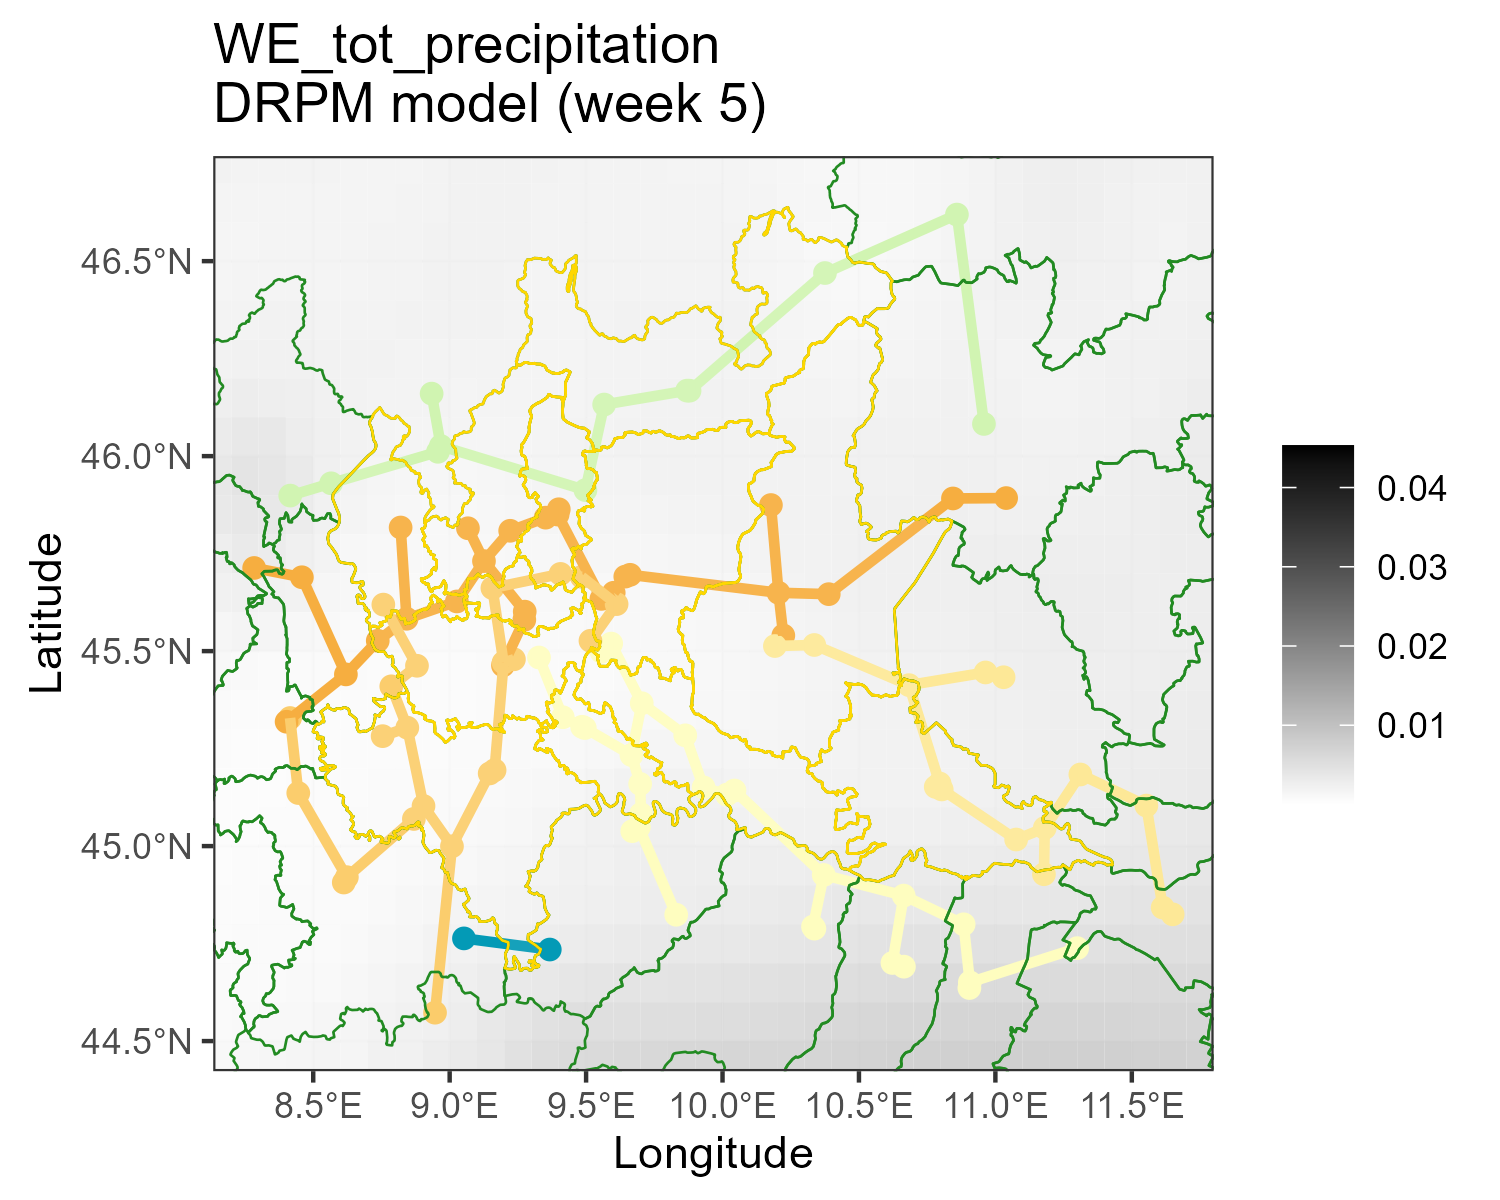 WE_tot_precipitation
DRPM model (week 5)
46.5°N
46.0°N
45.5°N
45.0°N
44.5°N
Latitude
8.5°E 9.0°E 9.5°E 10.0°E 10.5°E 11.0°E 11.5°E
Longitude
0.04
0.03
0.02
0.01